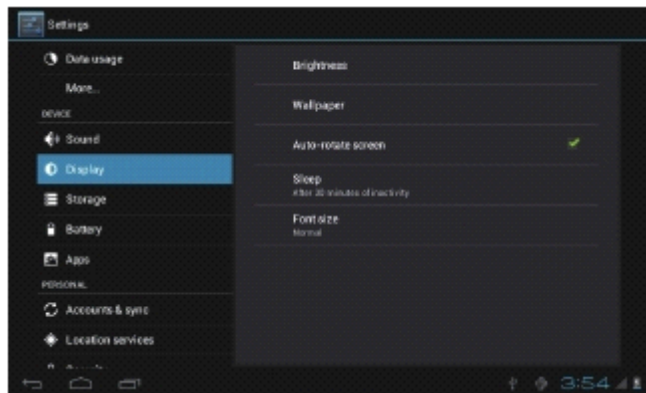 Settings
Data usage
More...
DEVICE
Sound
Display
Storage
Battery
Apps
PERSONAL
Accounts & sync
Location services
Brightness
Wallpaper
Auto-rotate screen
Sleep
After 30 minutes of inactivity
Font size
Normal
3:54